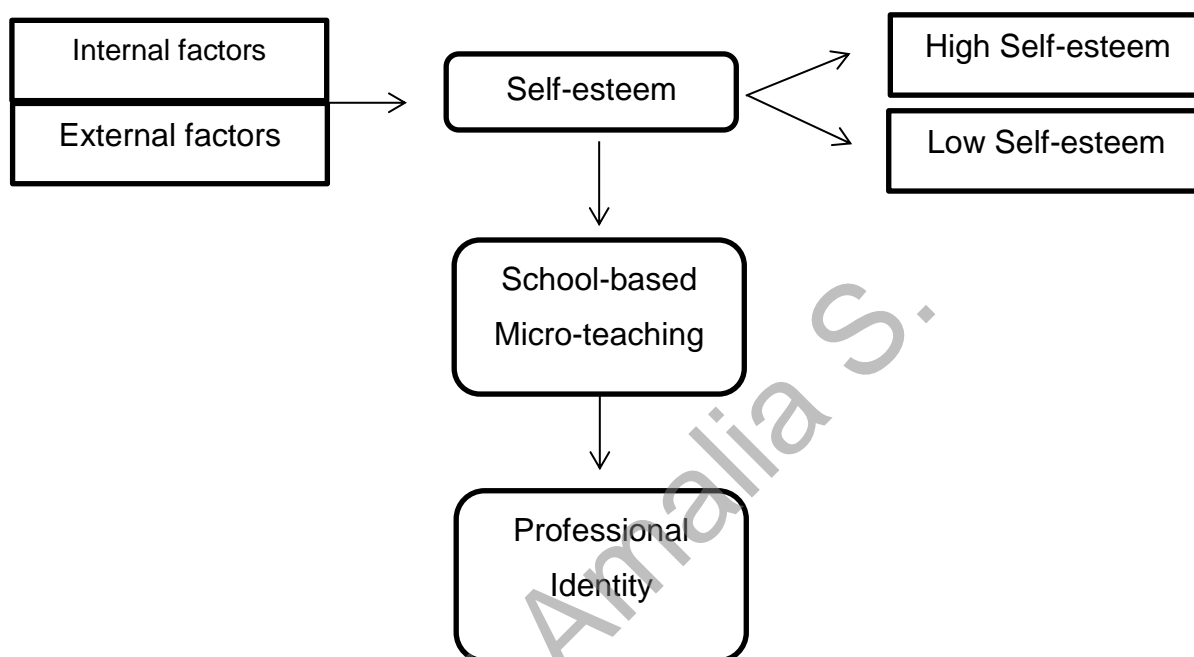 Internal factors
External factors
Self-esteem
High Self-esteem
Low Self-esteem
School-based
Micro-teaching
Professional
Identity
Amalia S.